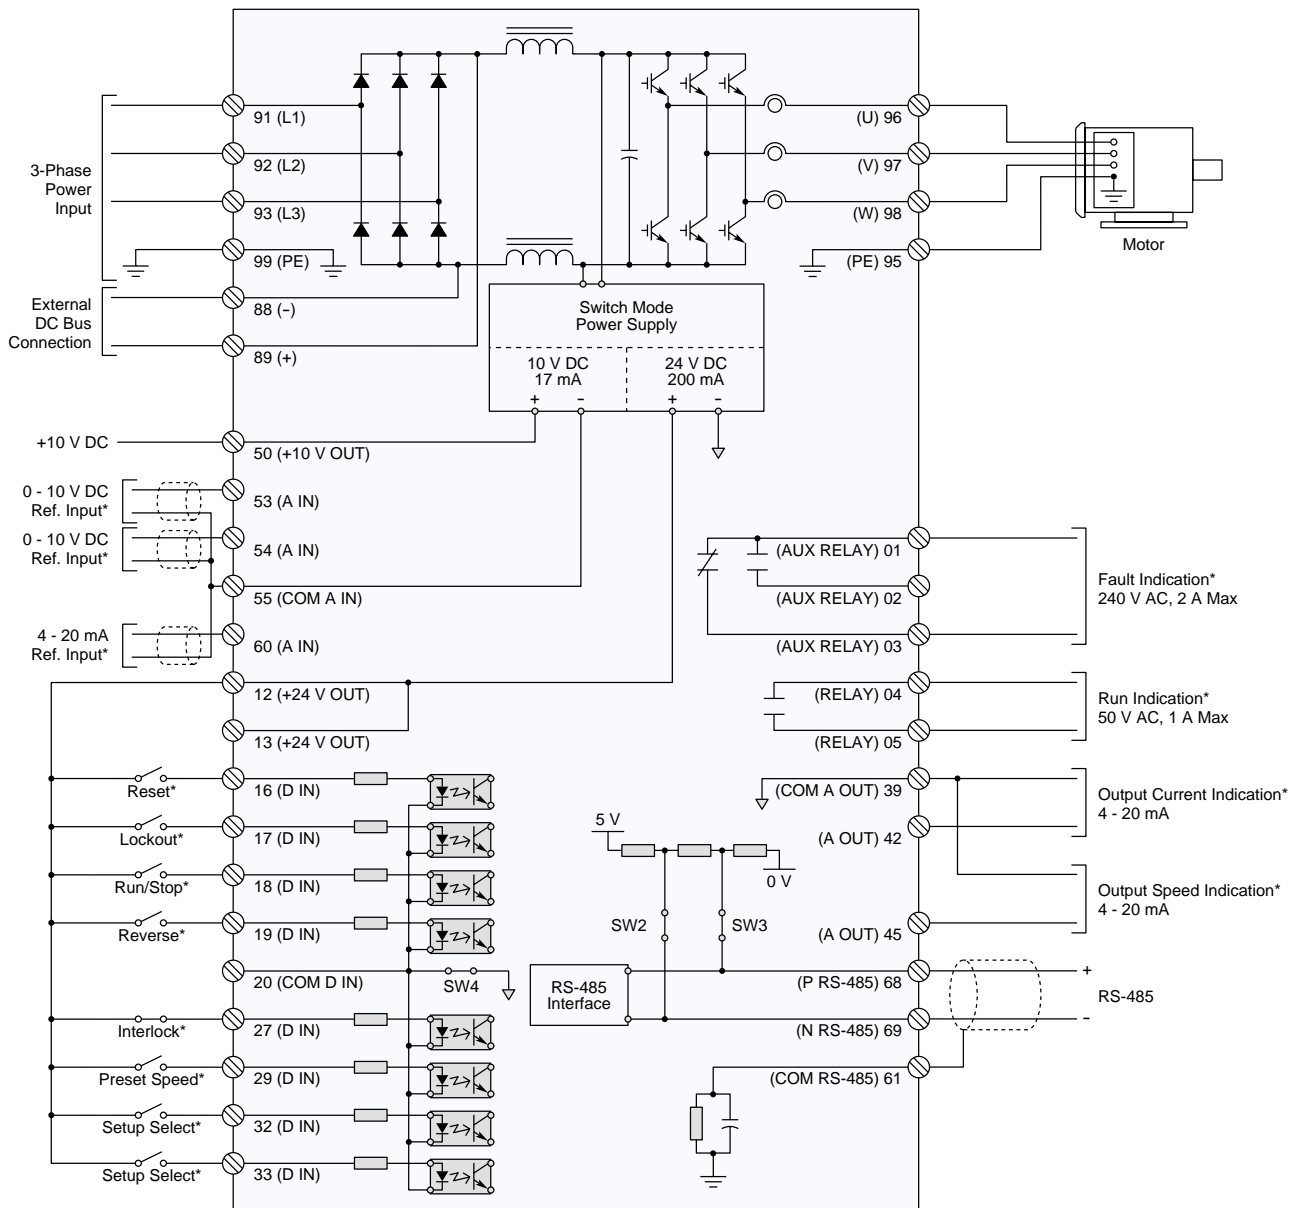 3-Phase
Power
Input
External
DC Bus
Connection
+10 V DC
0 - 10 V DC
Ref. Input*
0 - 10 V DC
Ref. Input*
4 - 20 mA
Ref. Input*
Reset*
Lockout*
Run/Stop*
Reverse*
Interlock*
Preset Speed*
Setup Select*
Setup Select*
91 (L1)
92 (L2)
93 (L3)
99 (PE)
88 (-)
89 (+)
50 (+10 V OUT)
53 (A IN)
54 (A IN)
55 (COM A IN)
60 (A IN)
12 (+24 V OUT)
13 (+24 V OUT)
16 (D IN)
17 (D IN)
18 (D IN)
19 (D IN)
20 (COM D IN)
27 (D IN)
29 (D IN)
32 (D IN)
33 (D IN)
SW4
Switch Mode
Power Supply
10 V DC
17 mA
+ -
24 V DC
200 mA
+ -
5 V
0 V
SW2
SW3
RS-485
Interface
(U) 96
(V) 97
(W) 98
(PE) 95
(AUX RELAY) 01
(AUX RELAY) 02
(AUX RELAY) 03
(RELAY) 04
(RELAY) 05
(COM A OUT) 39
(A OUT) 42
(A OUT) 45
(P RS-485) 68
(N RS-485) 69
(COM RS-485) 61
Motor
Fault Indication*
240 V AC, 2 A Max
Run Indication*
50 V AC, 1 A Max
Output Current Indication*
4 - 20 mA
Output Speed Indication*
4 - 20 mA
+
RS-485
-